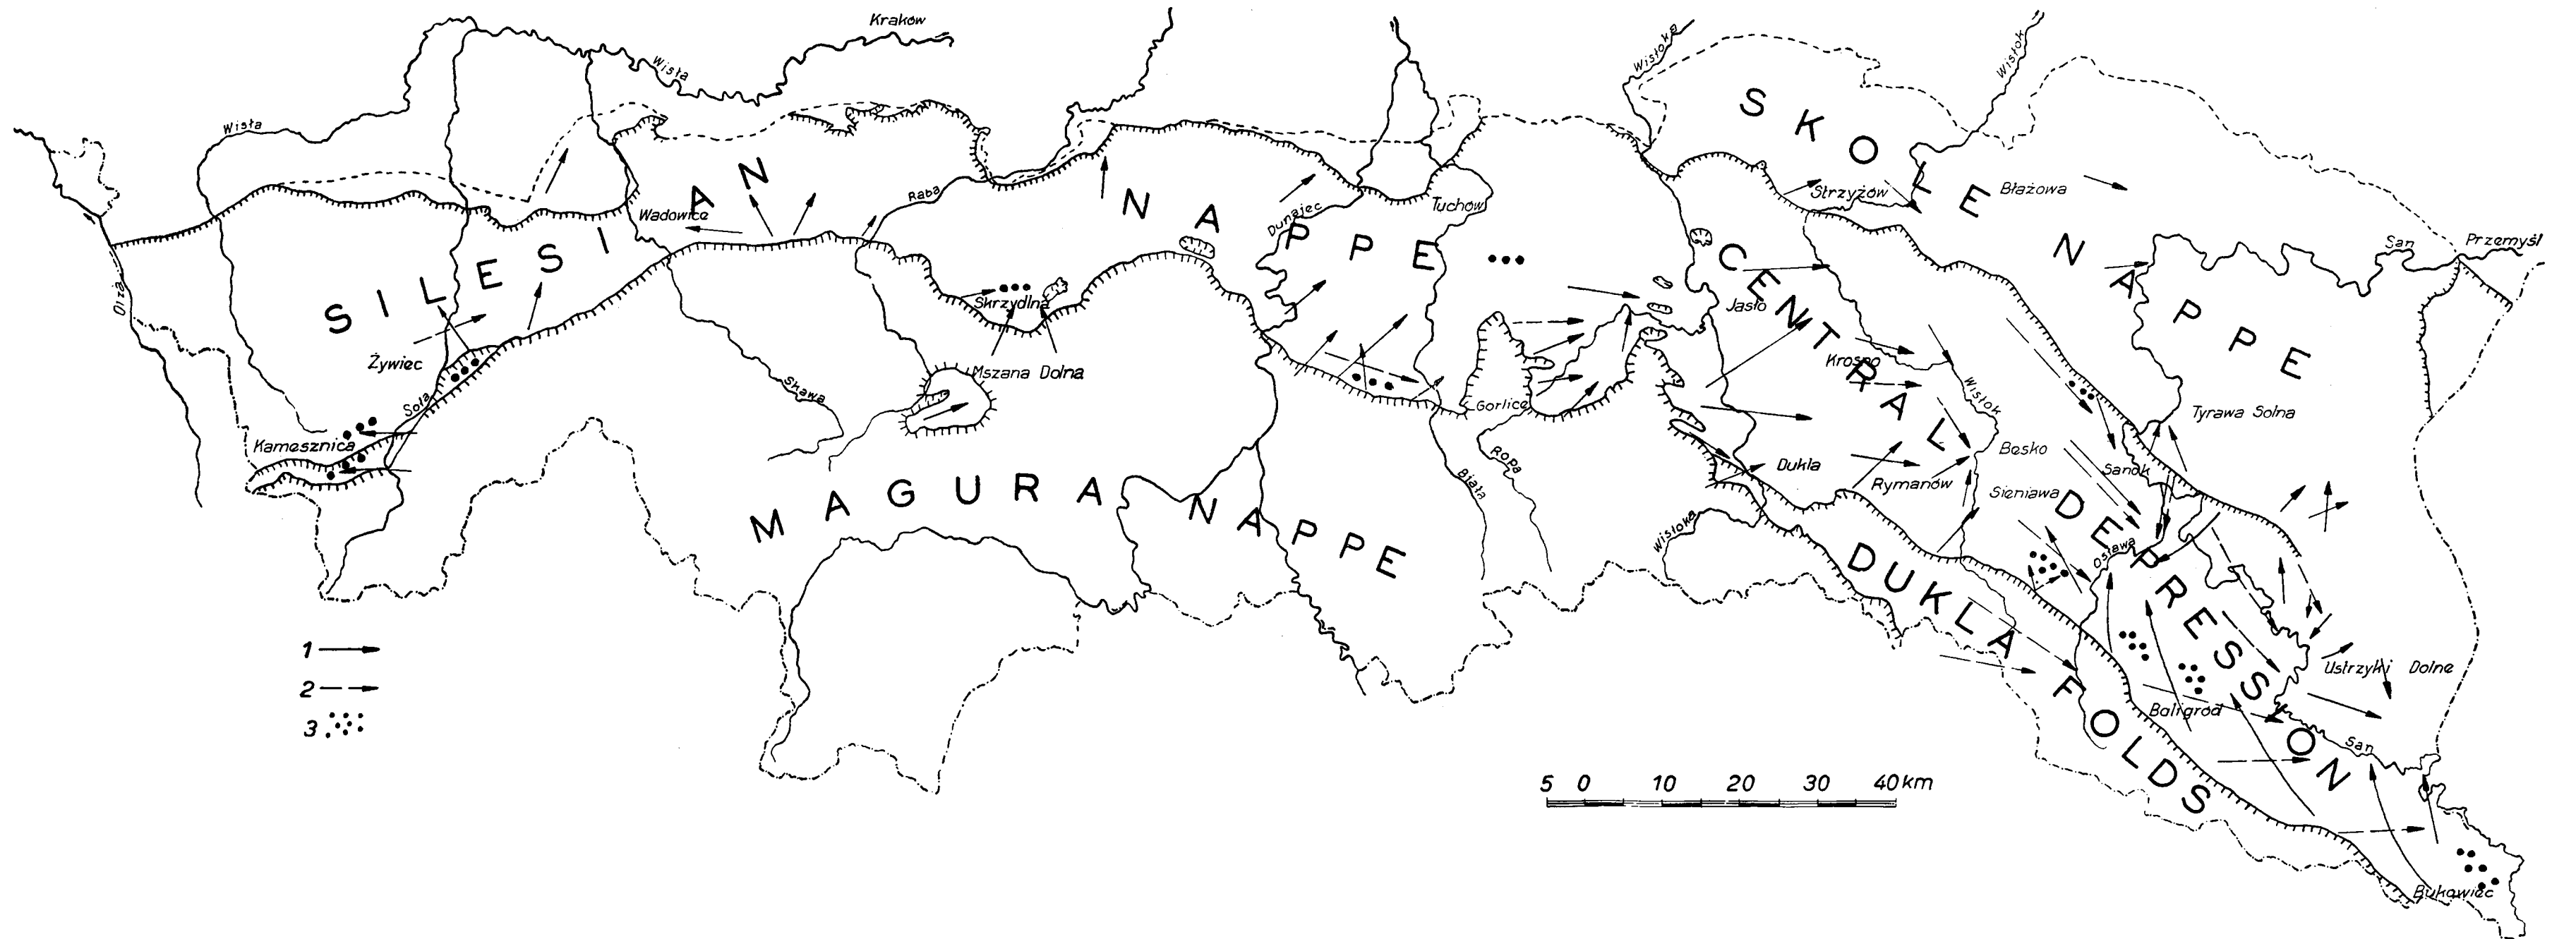 Kraków
Wisła
Wisła
Wisłoka
Wisłok
SKOLE NAPPE
Strzyżów
Błażowa
San
Przemyśl
Olza
SILESIAN NAPPE
Wadowice
Raba
Dunajec
Tuchów
Żywiec
Soła
Kamesznica
Skawa
Skrzydlna
Mszana Dolna
Gorlice
Biała
Ropa
Jasło
CENTRAL DEPRESSION
Krosno
Wisłok
Besko
Tyrawa Solna
Sanok
Dukla
Rymanów
Sieniawa
Osława
Wisłoka
MAGURA NAPPE
DUKLA FOLDS
Ustrzyki Dolne
Baligród
San
Bukowiec
1
2
3
5 0 10 20 30 40 km